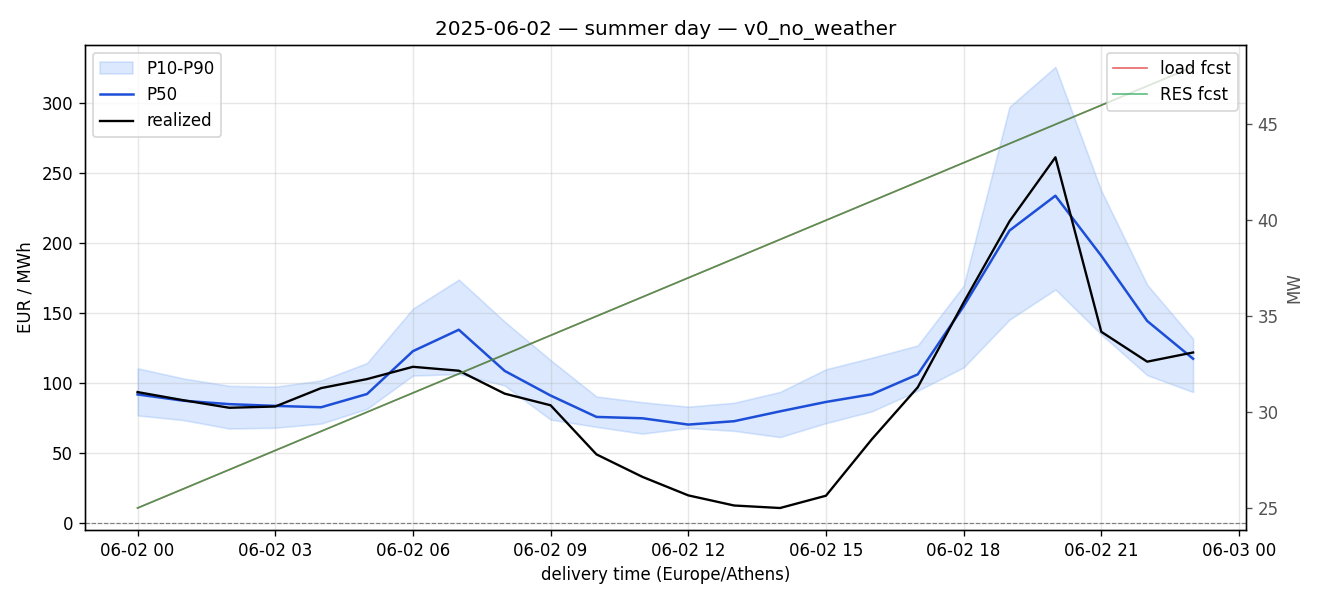 2025-06-02 — summer day — v0_no_weather
P10-P90
P50
realized
load fcst
RES fcst
EUR / MWh
300
250
200
150
100
50
0
45
40
35
30
25
MW
06-02 00 06-02 03 06-02 06 06-02 09 06-02 12 06-02 15 06-02 18 06-02 21 06-03 00
delivery time (Europe/Athens)